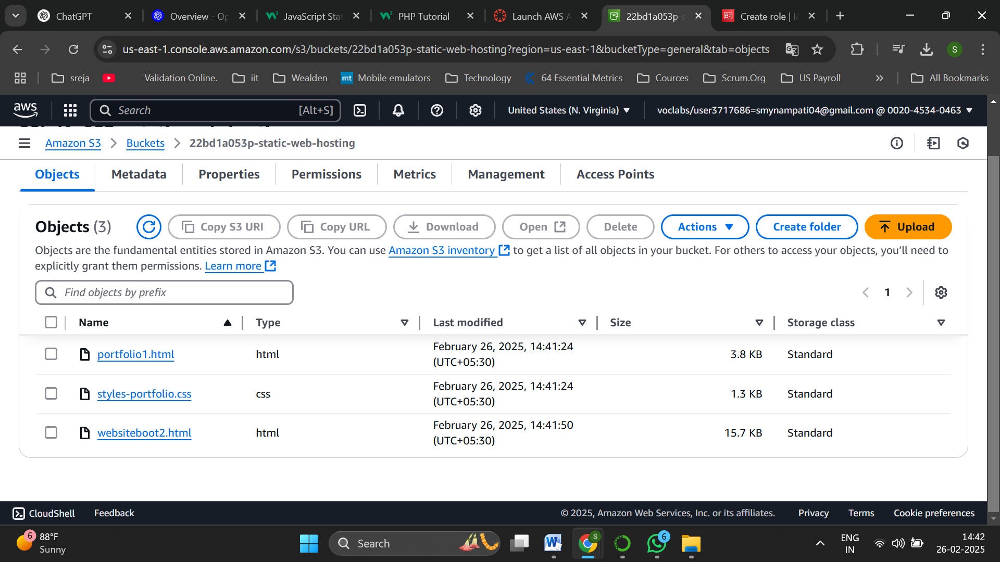 ChatGPT
Overview - Op
JavaScript Stat
PHP Tutorial
Launch AWS A
22bd1a053p-s
Create role | IA
us-east-1.console.aws.amazon.com/s3/buckets/22bd1a053p-static-web-hosting?region=us-east-1&bucketType=general&tab=objects
S
sreja
Validation Online.
iit
Wealden
mt Mobile emulators
Technology
64 Essential Metrics
Cources
Scrum.Org
US Payroll
»
All Bookmarks
aws
Search [Alt+S]
United States (N. Virginia)
voclabs/user3717686=smynampati04@gmail.com @ 0020-4534-0463
Amazon S3 > Buckets > 22bd1a053p-static-web-hosting
Objects
Metadata
Properties
Permissions
Metrics
Management
Access Points
Objects (3)
Copy S3 URI
Copy URL
Download
Open
Delete
Actions
Create folder
Upload
Objects are the fundamental entities stored in Amazon S3. You can use Amazon S3 inventory to get a list of all objects in your bucket. For others to access your objects, you’ll need to
explicitly grant them permissions. Learn more
Find objects by prefix
1
Name
Type
Last modified
Size
Storage class
portfolio1.html
html
February 26, 2025, 14:41:24
(UTC+05:30)
3.8 KB
Standard
styles-portfolio.css
css
February 26, 2025, 14:41:24
(UTC+05:30)
1.3 KB
Standard
websiteboot2.html
html
February 26, 2025, 14:41:50
(UTC+05:30)
15.7 KB
Standard
CloudShell
Feedback
© 2025, Amazon Web Services, Inc. or its affiliates.
Privacy
Terms
Cookie preferences
6
88°F
Sunny
Search
W
S
6
ENG
IN
14:42
26-02-2025